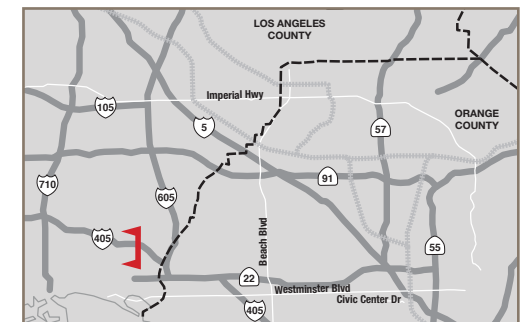 LOS ANGELES
COUNTY
Imperial Hwy
105
5
57
ORANGE
COUNTY
91
710
605
405
Beach Blvd
55
22
Westminster Blvd
Civic Center Dr
405